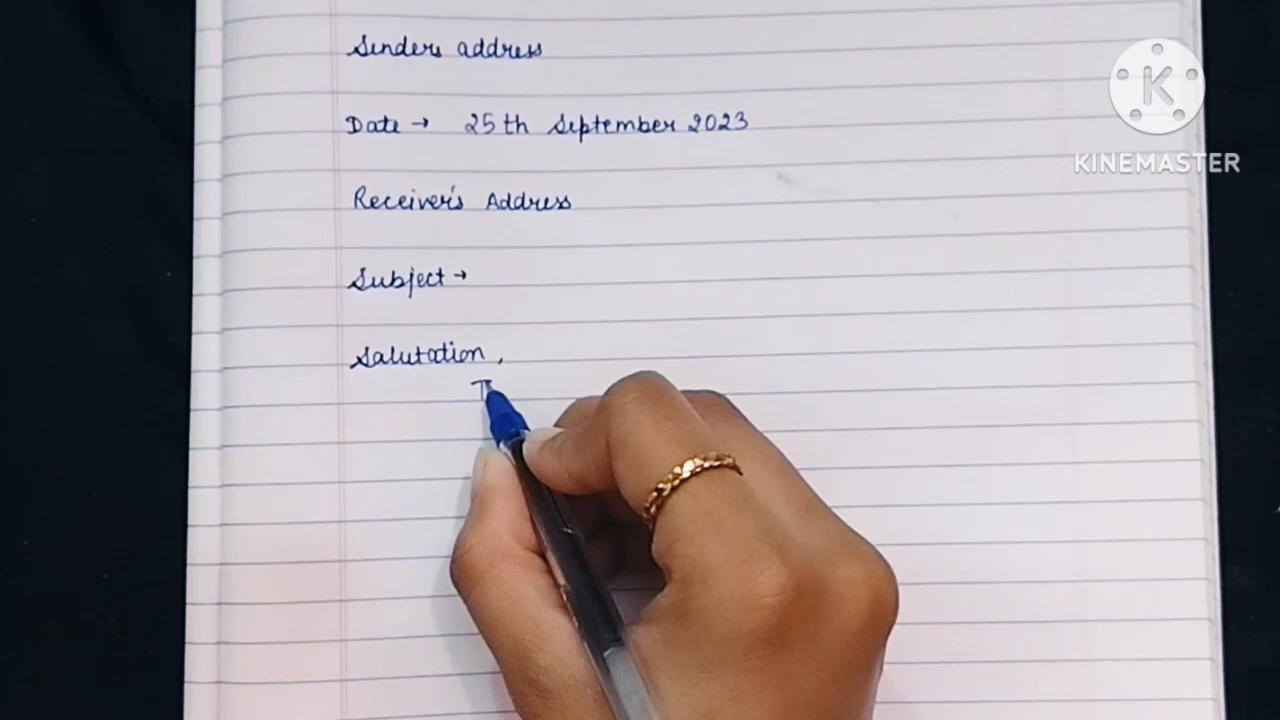 Senders address
Date → 25th September 2023
Receiver's Address
Subject →
Salutation,
T
K
KINEMASTER